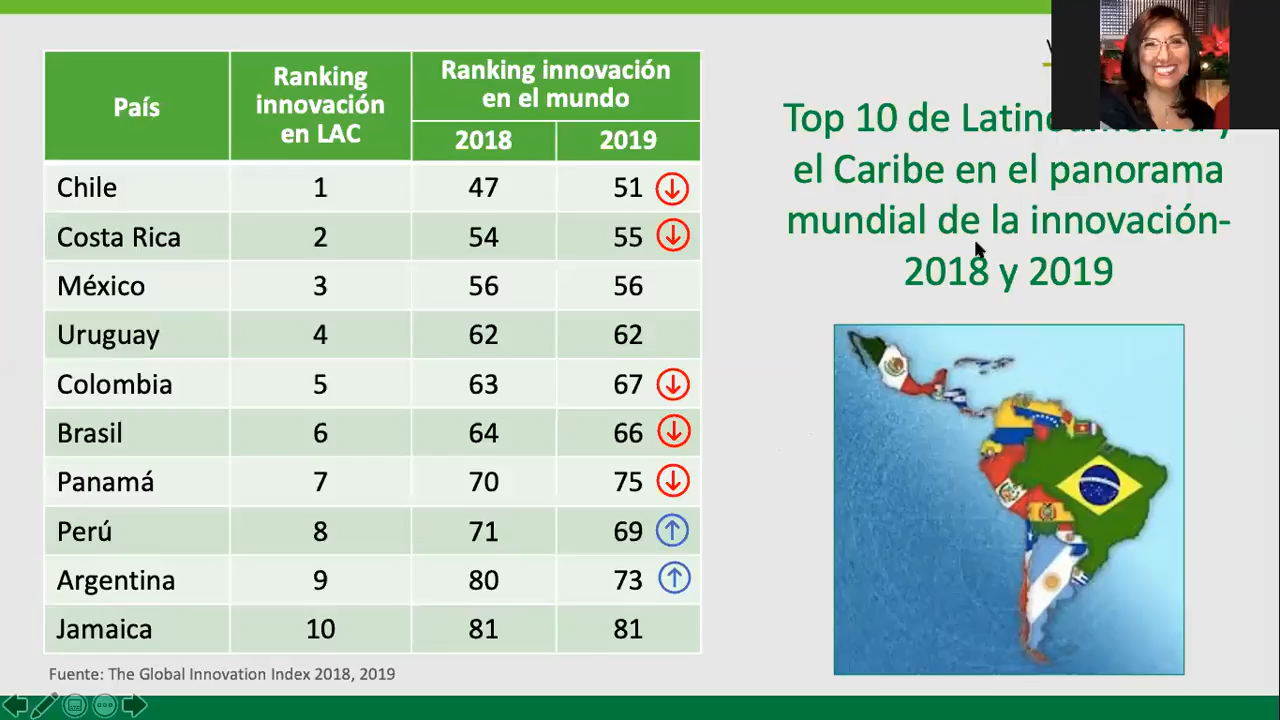 País
Ranking innovación en LAC
Ranking innovación en el mundo
2018 2019
Chile 1 47 51
Costa Rica 2 54 55
México 3 56 56
Uruguay 4 62 62
Colombia 5 63 67
Brasil 6 64 66
Panamá 7 70 75
Perú 8 71 69
Argentina 9 80 73
Jamaica 10 81 81
Fuente: The Global Innovation Index 2018, 2019
Top 10 de Latinoamérica y
el Caribe en el panorama
mundial de la innovación-
2018 y 2019